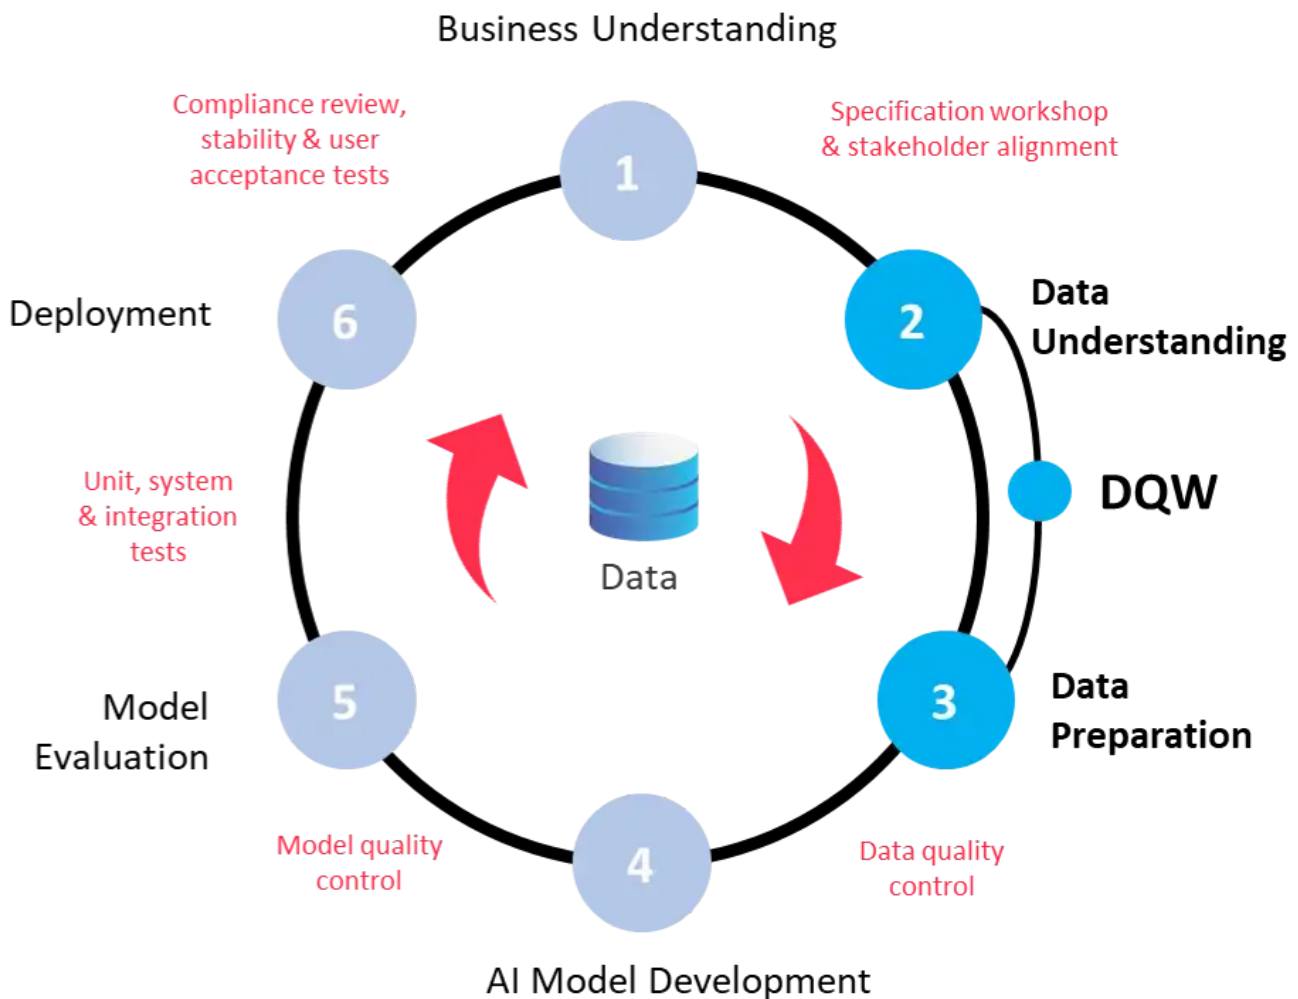 Business Understanding
Compliance review,
stability & user
acceptance tests
Specification workshop
& stakeholder alignment
1
2
Data
Understanding
6
Deployment
DQW
Unit, system
& integration
tests
Data
3
Data
Preparation
5
Model
Evaluation
Model quality
control
4
Data quality
control
AI Model Development